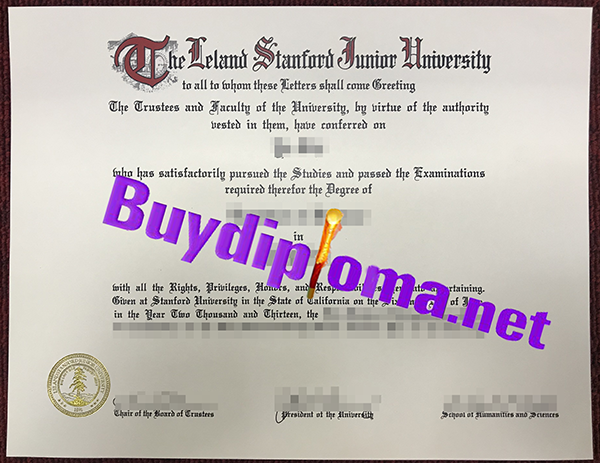 The Leland Stanford Junior University
to all to whom these Letters shall come Greeting
The Trustees and Faculty of the University, by virtue of the authority
vested in them, have conferred on
who has satisfactorily pursued the Studies and passed the Examinations
required therefor the Degree of
in
Buydiploma.net
with all the Rights, Privileges, Honors, and
Given at Stanford University in the State of California on the
in the Year Two Thousand and Thirteen, the
Chair of the Board of Trustees
President of the University
School of Humanities and Sciences